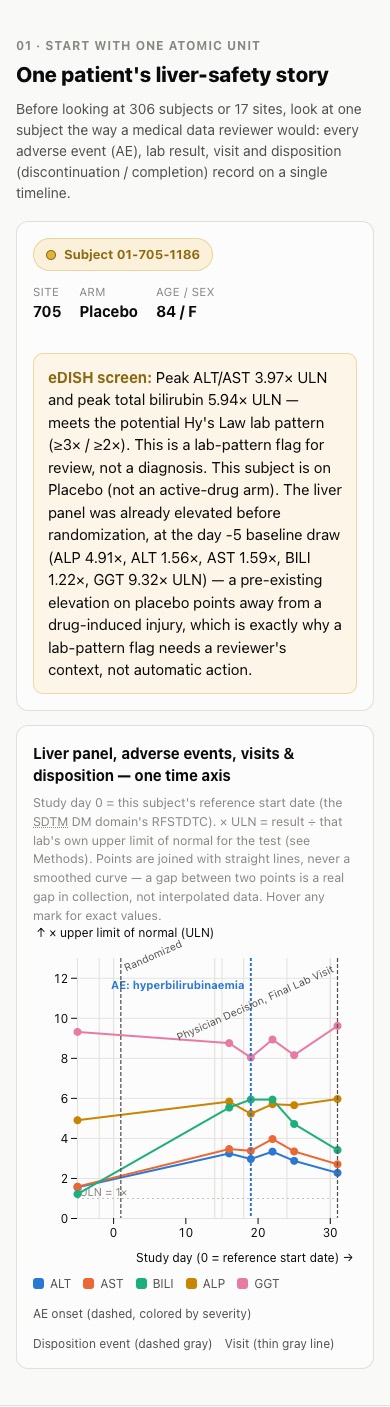 01 · START WITH ONE ATOMIC UNIT
One patient's liver-safety story
Before looking at 306 subjects or 17 sites, look at one
subject the way a medical data reviewer would: every
adverse event (AE), lab result, visit and disposition
(discontinuation / completion) record on a single
timeline.
Subject 01-705-1186
SITE ARM AGE / SEX
705 Placebo 84 / F
eDISH screen: Peak ALT/AST 3.97× ULN
and peak total bilirubin 5.94× ULN —
meets the potential Hy's Law lab pattern
(≥3× / ≥2×). This is a lab-pattern flag for
review, not a diagnosis. This subject is on
Placebo (not an active-drug arm). The liver
panel was already elevated before
randomization, at the day -5 baseline draw
(ALP 4.91×, ALT 1.56×, AST 1.59×, BILI
1.22×, GGT 9.32× ULN) — a pre-existing
elevation on placebo points away from a
drug-induced injury, which is exactly why a
lab-pattern flag needs a reviewer's
context, not automatic action.
Liver panel, adverse events, visits &
disposition — one time axis
Study day 0 = this subject's reference start date (the
SDTM DM domain's RFSTDTC). × ULN = result ÷ that
lab's own upper limit of normal for the test (see
Methods). Points are joined with straight lines, never a
smoothed curve — a gap between two points is a real
gap in collection, not interpolated data. Hover any
mark for exact values.
↑ × upper limit of normal (ULN)
Randomized
AE: hyperbilirubinaemia
Physician Decision, Final Lab Visit
12
10
8
6
4
2
ULN = 1×
0
0 10 20 30
Study day (0 = reference start date) →
ALT AST BILI ALP GGT
AE onset (dashed, colored by severity)
Disposition event (dashed gray) Visit (thin gray line)